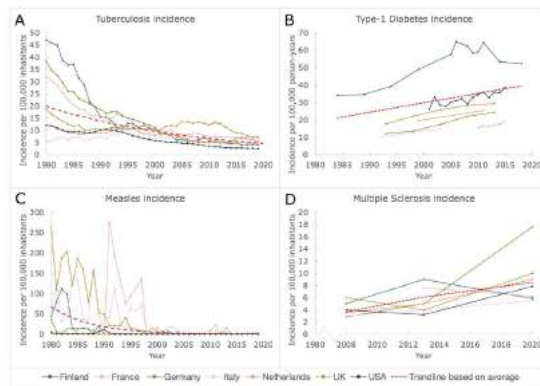 A
Tuberculosis incidence
Incidence per 100,000 inhabitants
50
45
40
35
30
25
20
15
10
5
0
1980 1985 1990 1995 2000 2005 2010 2015 2020
Year
B
Type-1 Diabetes incidence
Incidence per 100,000 person-years
70
60
50
40
30
20
10
0
1980 1985 1990 1995 2000 2005 2010 2015 2020
Year
C
Measles incidence
Incidence per 100,000 inhabitants
300
250
200
150
100
50
0
1980 1985 1990 1995 2000 2005 2010 2015 2020
Year
D
Multiple Sclerosis incidence
Incidence per 100,000 inhabitants
20
18
16
14
12
10
8
6
4
2
0
2008 2010 2012 2014 2016 2018 2020
Year
Finland France Germany Italy Netherlands UK USA Trendline based on average